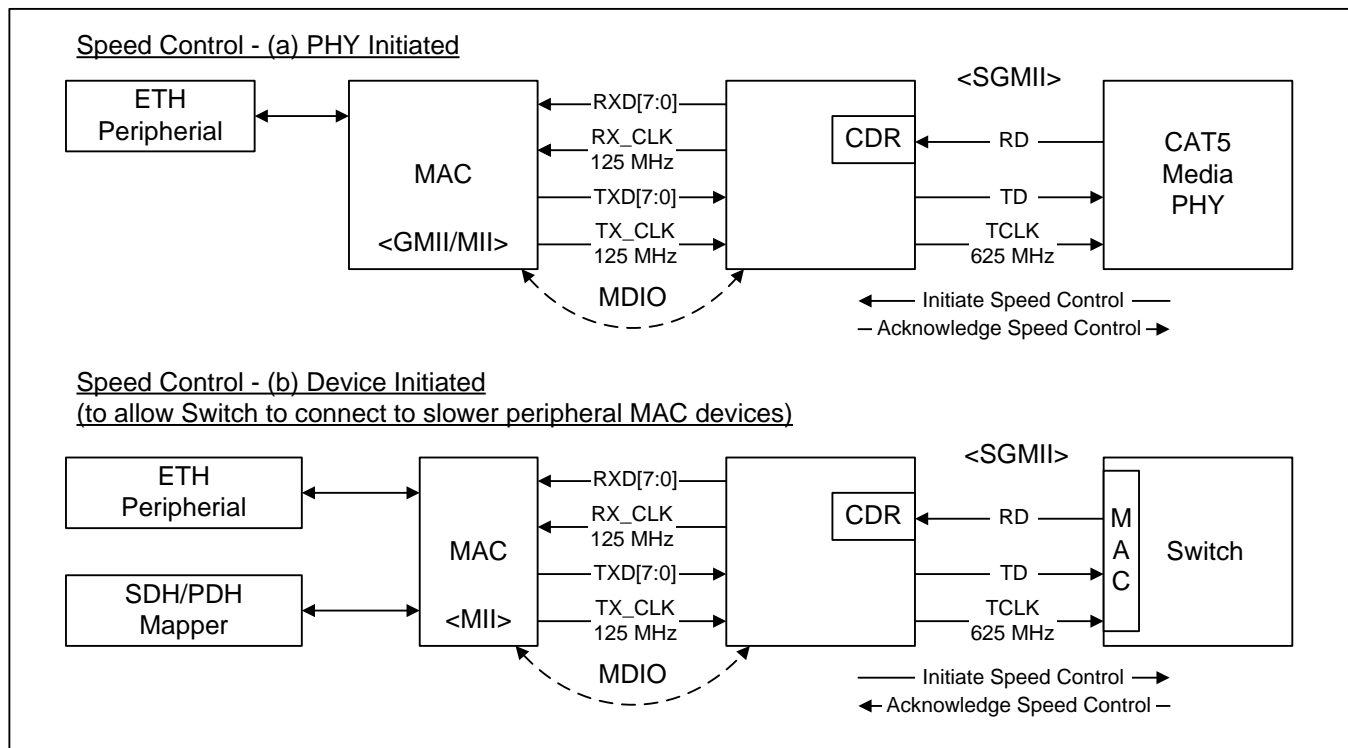 Speed Control - (a) PHY Initiated
<SGMII>
ETH
Peripherial
MAC
<GMII/MII>
RXD[7:0]
RX_CLK
125 MHz
TXD[7:0]
TX_CLK
125 MHz
MDIO
CDR
RD
TD
TCLK
625 MHz
CAT5
Media
PHY
Initiate Speed Control
Acknowledge Speed Control
Speed Control - (b) Device Initiated
(to allow Switch to connect to slower peripheral MAC devices)
<SGMII>
ETH
Peripherial
SDH/PDH
Mapper
MAC
<MII>
RXD[7:0]
RX_CLK
125 MHz
TXD[7:0]
TX_CLK
125 MHz
MDIO
CDR
RD
TD
TCLK
625 MHz
M
A
C
Switch
Initiate Speed Control
Acknowledge Speed Control